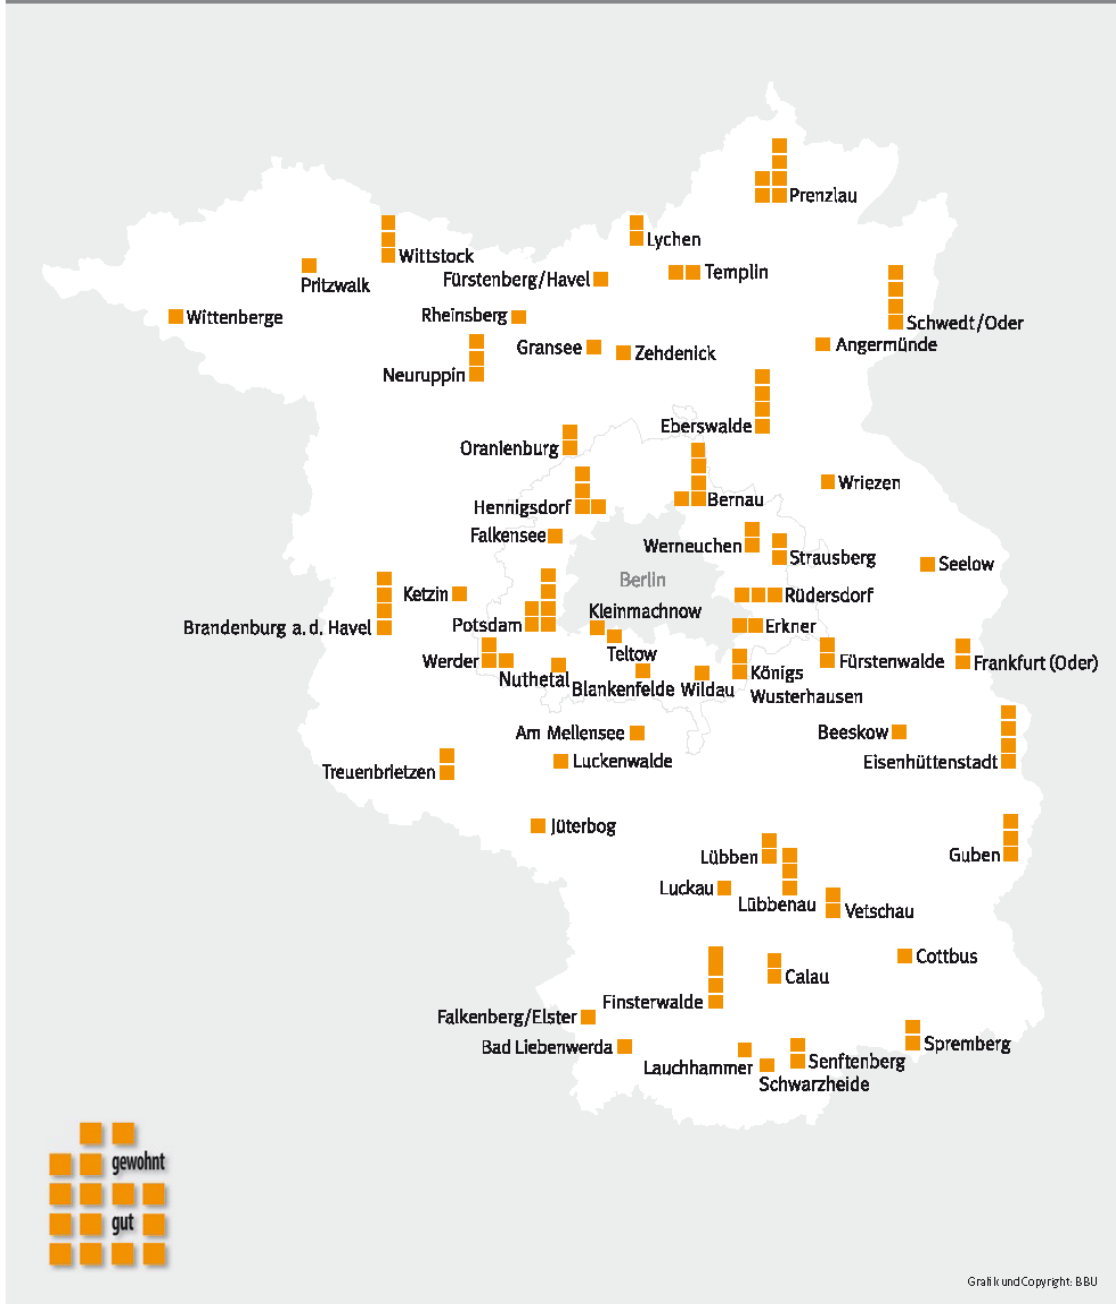 Prenzlau
Lychen
Wittstock
Templin
Fürstenberg/Havel
Pritzwalk
Rheinsberg
Wittenberge
Schwedt/Oder
Angermünde
Gransee
Zehdenick
Neuruppin
Eberswalde
Oranienburg
Wriezen
Bernau
Hennigsdorf
Falkensee
Werneuchen
Strausberg
Seelow
Berlin
Ketzin
Rüdersdorf
Kleinmachnow
Brandenburg a. d. Havel
Potsdam
Erkner
Teltow
Werder
Fürstenwalde
Frankfurt (Oder)
Nuthetal
Blankenfelde
Wildau
Königs
Wusterhausen
Am Mellensee
Beeskow
Luckenwalde
Eisenhüttenstadt
Treuenbrietzen
Jüterbog
Lübben
Guben
Luckau
Lübbenau
Vetschau
Cottbus
Calau
Finsterwalde
Falkenberg/Elster
Bad Liebenwerda
Spremberg
Senftenberg
Lauchhammer
Schwarzheide
gewohnt
gut
Grafik und Copyright: BBU